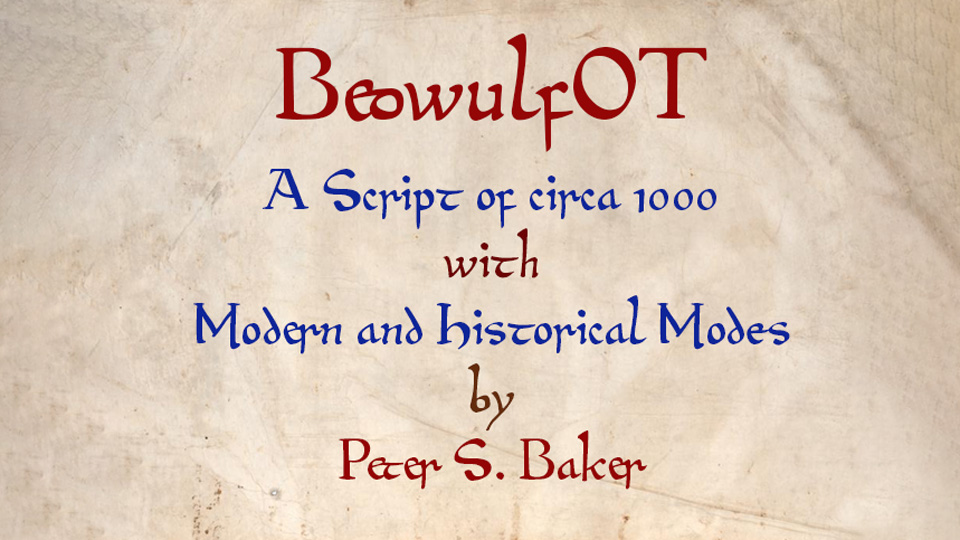 BeowulfOT
A Script of circa 1000
with
Modern and Historical Modes
by
Peter S. Baker